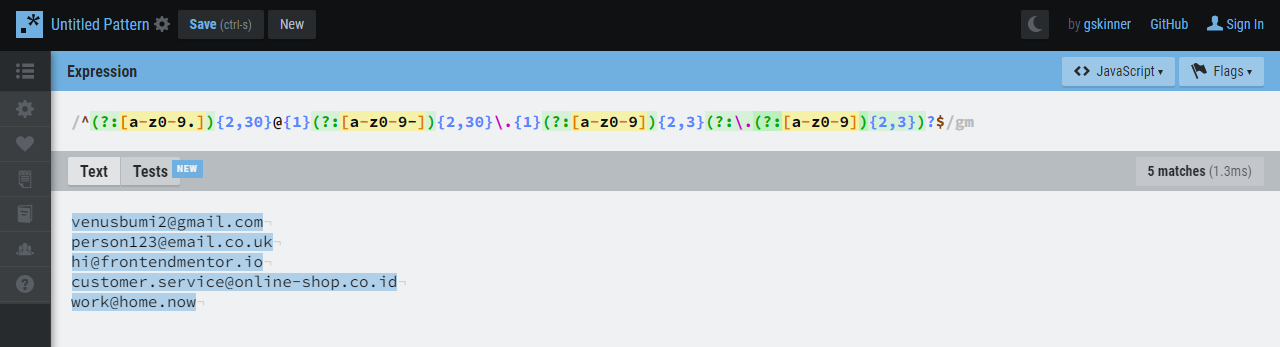 .* Untitled Pattern Save (ctrl-s) New by gskinner GitHub Sign In
Expression JavaScript ▾ Flags ▾
/^(?:[a-z0-9.]){2,30}@{1}(?:[a-z0-9-]){2,30}\.{1}(?:[a-z0-9]){2,3}(?:\.(?:[a-z0-9]){2,3})?$/gm
Text Tests NEW 5 matches (1.3ms)
venusbumi2@gmail.com¬
person123@email.co.uk¬
hi@frontendmentor.io¬
customer.service@online-shop.co.id¬
work@home.now¬